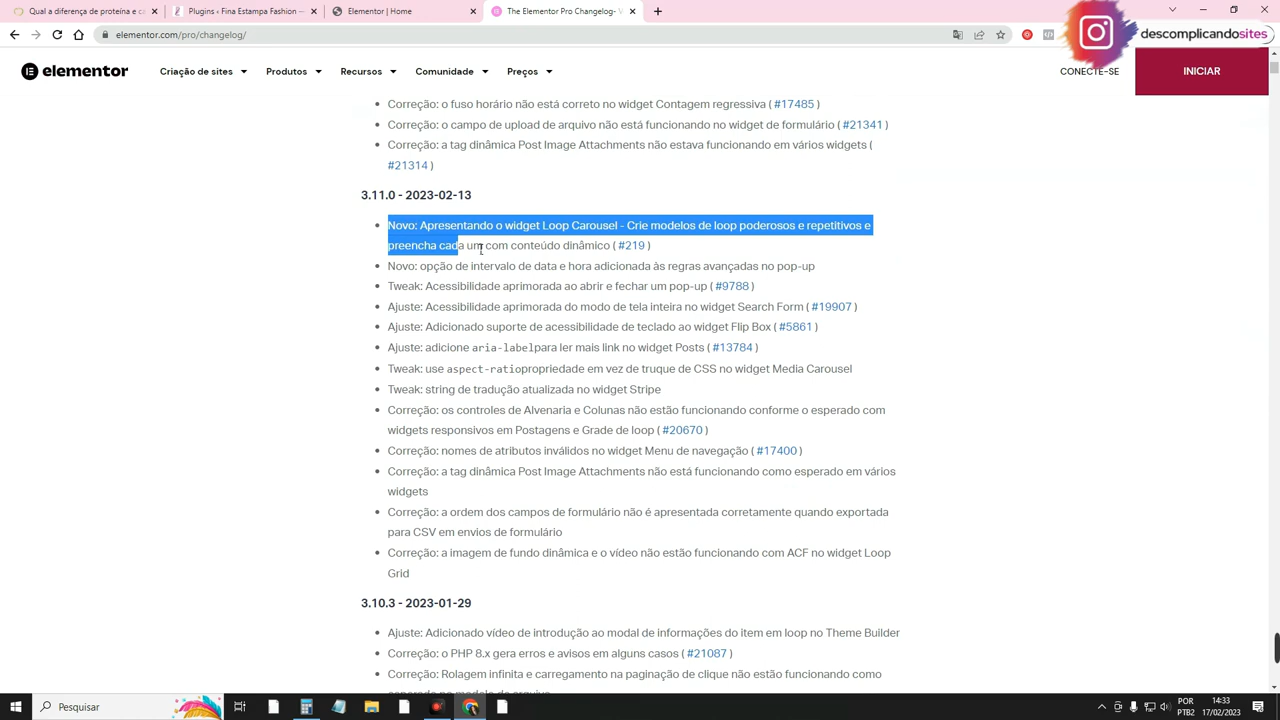 Qual a diferença de proteína e c
Plugins ‹ Fina Estampa Fashion —
Elementor | Home
The Elementor Pro Changelog - V
elementor.com/pro/changelog/
descomplicandosites
elementor
Criação de sites
Produtos
Recursos
Comunidade
Preços
CONECTE-SE
INICIAR
Correção: o fuso horário não está correto no widget Contagem regressiva ( #17485 )
Correção: o campo de upload de arquivo não está funcionando no widget de formulário ( #21341 )
Correção: a tag dinâmica Post Image Attachments não estava funcionando em vários widgets (
#21314 )
3.11.0 - 2023-02-13
Novo: Apresentando o widget Loop Carousel - Crie modelos de loop poderosos e repetitivos e
preencha cada um com conteúdo dinâmico ( #219 )
Novo: opção de intervalo de data e hora adicionada às regras avançadas no pop-up
Tweak: Acessibilidade aprimorada ao abrir e fechar um pop-up ( #9788 )
Ajuste: Acessibilidade aprimorada do modo de tela inteira no widget Search Form ( #19907 )
Ajuste: Adicionado suporte de acessibilidade de teclado ao widget Flip Box ( #5861 )
Ajuste: adicione aria-labelpara ler mais link no widget Posts ( #13784 )
Tweak: use aspect-ratiopropriedade em vez de truque de CSS no widget Media Carousel
Tweak: string de tradução atualizada no widget Stripe
Correção: os controles de Alvenaria e Colunas não estão funcionando conforme o esperado com
widgets responsivos em Postagens e Grade de loop ( #20670 )
Correção: nomes de atributos inválidos no widget Menu de navegação ( #17400 )
Correção: a tag dinâmica Post Image Attachments não está funcionando como esperado em vários
widgets
Correção: a ordem dos campos de formulário não é apresentada corretamente quando exportada
para CSV em envios de formulário
Correção: a imagem de fundo dinâmica e o vídeo não estão funcionando com ACF no widget Loop
Grid
3.10.3 - 2023-01-29
Ajuste: Adicionado vídeo de introdução ao modal de informações do item em loop no Theme Builder
Correção: o PHP 8.x gera erros e avisos em alguns casos ( #21087 )
Correção: Rolagem infinita e carregamento na paginação de clique não estão funcionando como
esperado no modelo de arquivo
Pesquisar
POR
PTB2
14:33
17/02/2023